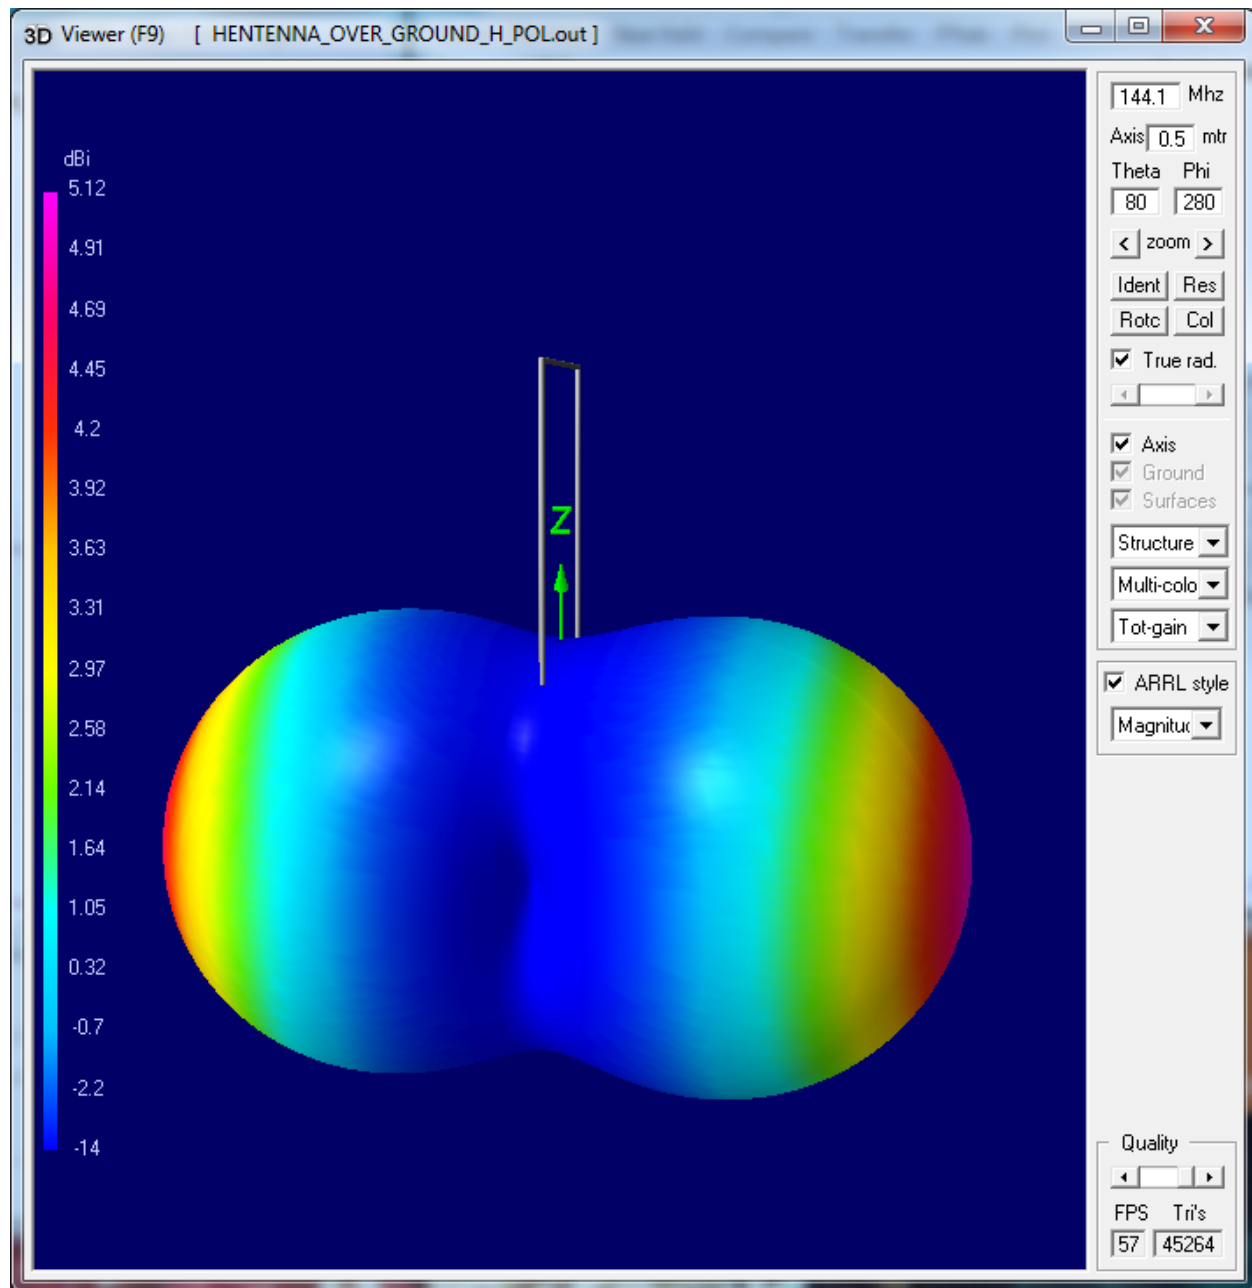 3D Viewer (F9) [ HENTENNA_OVER_GROUND_H_POL.out ]
dBi
5.12
4.91
4.69
4.45
4.2
3.92
3.63
3.31
2.97
2.58
2.14
1.64
1.05
0.32
-0.7
-2.2
-14
Z
144.1 Mhz
Axis 0.5 mtr
Theta Phi
80 280
< zoom >
Ident Res
Rotc Col
True rad.
Axis
Ground
Surfaces
Structure
Multi-colo
Tot-gain
ARRL style
Magnituc
Quality
FPS Tri's
57 45264